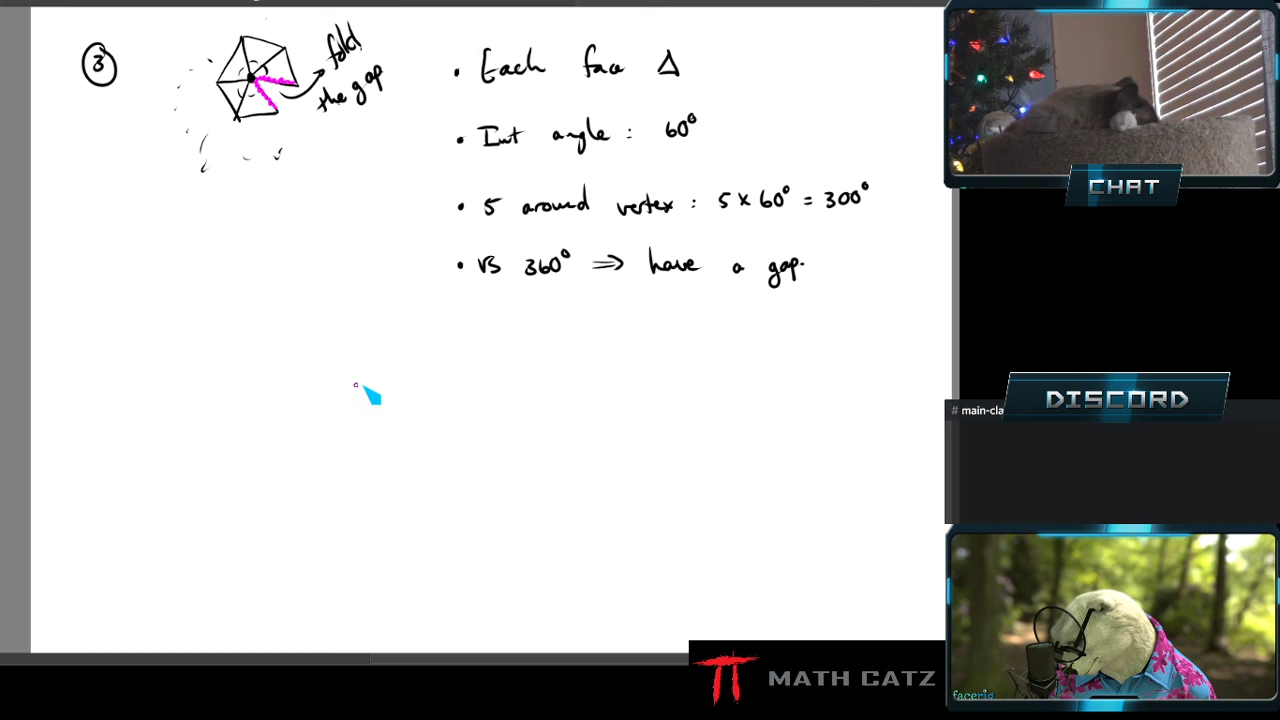 3
fold
the gap
• Each face Δ
• Int angle : 60°
• 5 around vertex : 5 × 60° = 300°
• vs 360° ⇒ have a gap.
CHAT
DISCORD
# main-cla
MATH CATZ
facerig